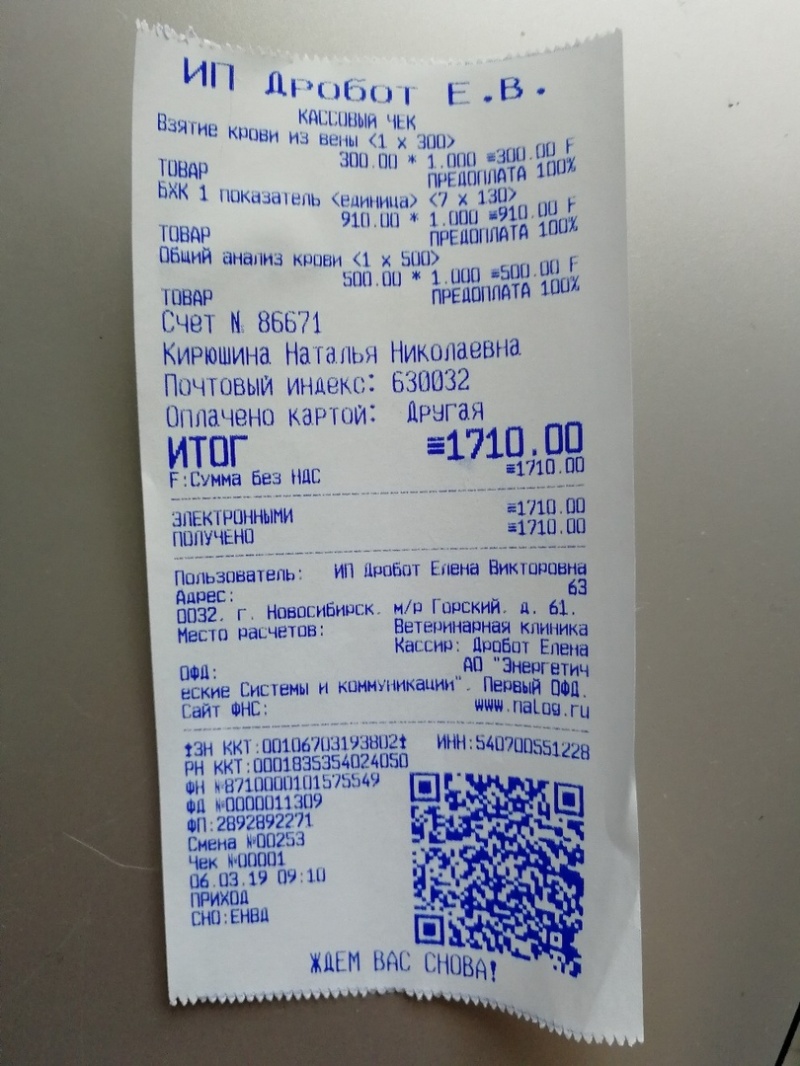 ИП Дробот Е.В.
КАССОВЫЙ ЧЕК
Взятие крови из вены <1 x 300>
300.00 * 1.000 ≡300.00 F
ТОВАР ПРЕДОПЛАТА 100%
БХК 1 показатель <единица> <7 x 130>
910.00 * 1.000 ≡910.00 F
ТОВАР ПРЕДОПЛАТА 100%
Общий анализ крови <1 x 500>
500.00 * 1.000 ≡500.00 F
ТОВАР ПРЕДОПЛАТА 100%
Счет № 86671
Кирюшина Наталья Николаевна
Почтовый индекс: 630032
Оплачено картой: Другая
ИТОГ ≡1710.00
F:Сумма без НДС ≡1710.00
ЭЛЕКТРОННЫМИ ≡1710.00
ПОЛУЧЕНО ≡1710.00
Пользователь: ИП Дробот Елена Викторовна
Адрес: 63
0032. г. Новосибирск. м/р Горский. д. 61.
Место расчетов: Ветеринарная клиника
Кассир: Дробот Елена
ОФД: АО "Энергетич
еские Системы и коммуникации". Первый ОФД.
Сайт ФНС: www.nalog.ru
ЗН ККТ:00106703193802 ИНН:540700551228
РН ККТ:0001835354024050
ФН №8710000101575549
ФД №0000011309
ФП:2892892271
Смена №00253
Чек №00001
06.03.19 09:10
ПРИХОД
СНО:ЕНВД
ЖДЕМ ВАС СНОВА!